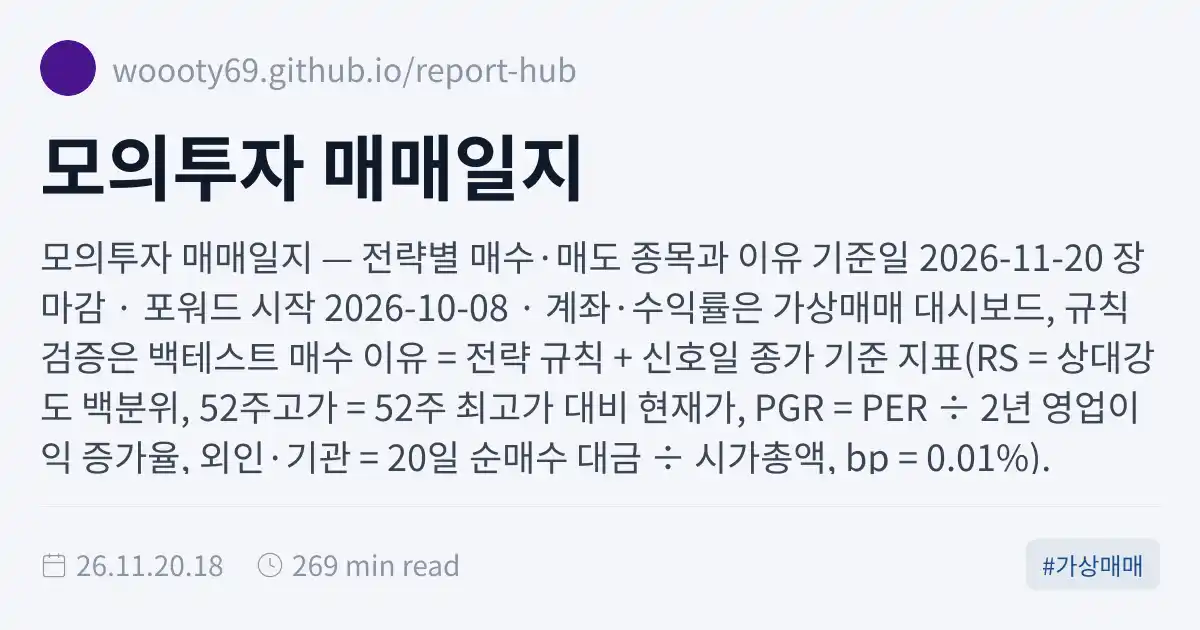 woooty69.github.io/report-hub
모의투자 매매일지
모의투자 매매일지 — 전략별 매수·매도 종목과 이유 기준일 2026-11-20 장
마감 · 포워드 시작 2026-10-08 · 계좌·수익률은 가상매매 대시보드, 규칙
검증은 백테스트 매수 이유 = 전략 규칙 + 신호일 종가 기준 지표(RS = 상대강
도 백분위, 52주고가 = 52주 최고가 대비 현재가, PGR = PER ÷ 2년 영업이
익 증가율, 외인·기관 = 20일 순매수 대금 ÷ 시가총액, bp = 0.01%).
26.11.20.18
269 min read
#가상매매